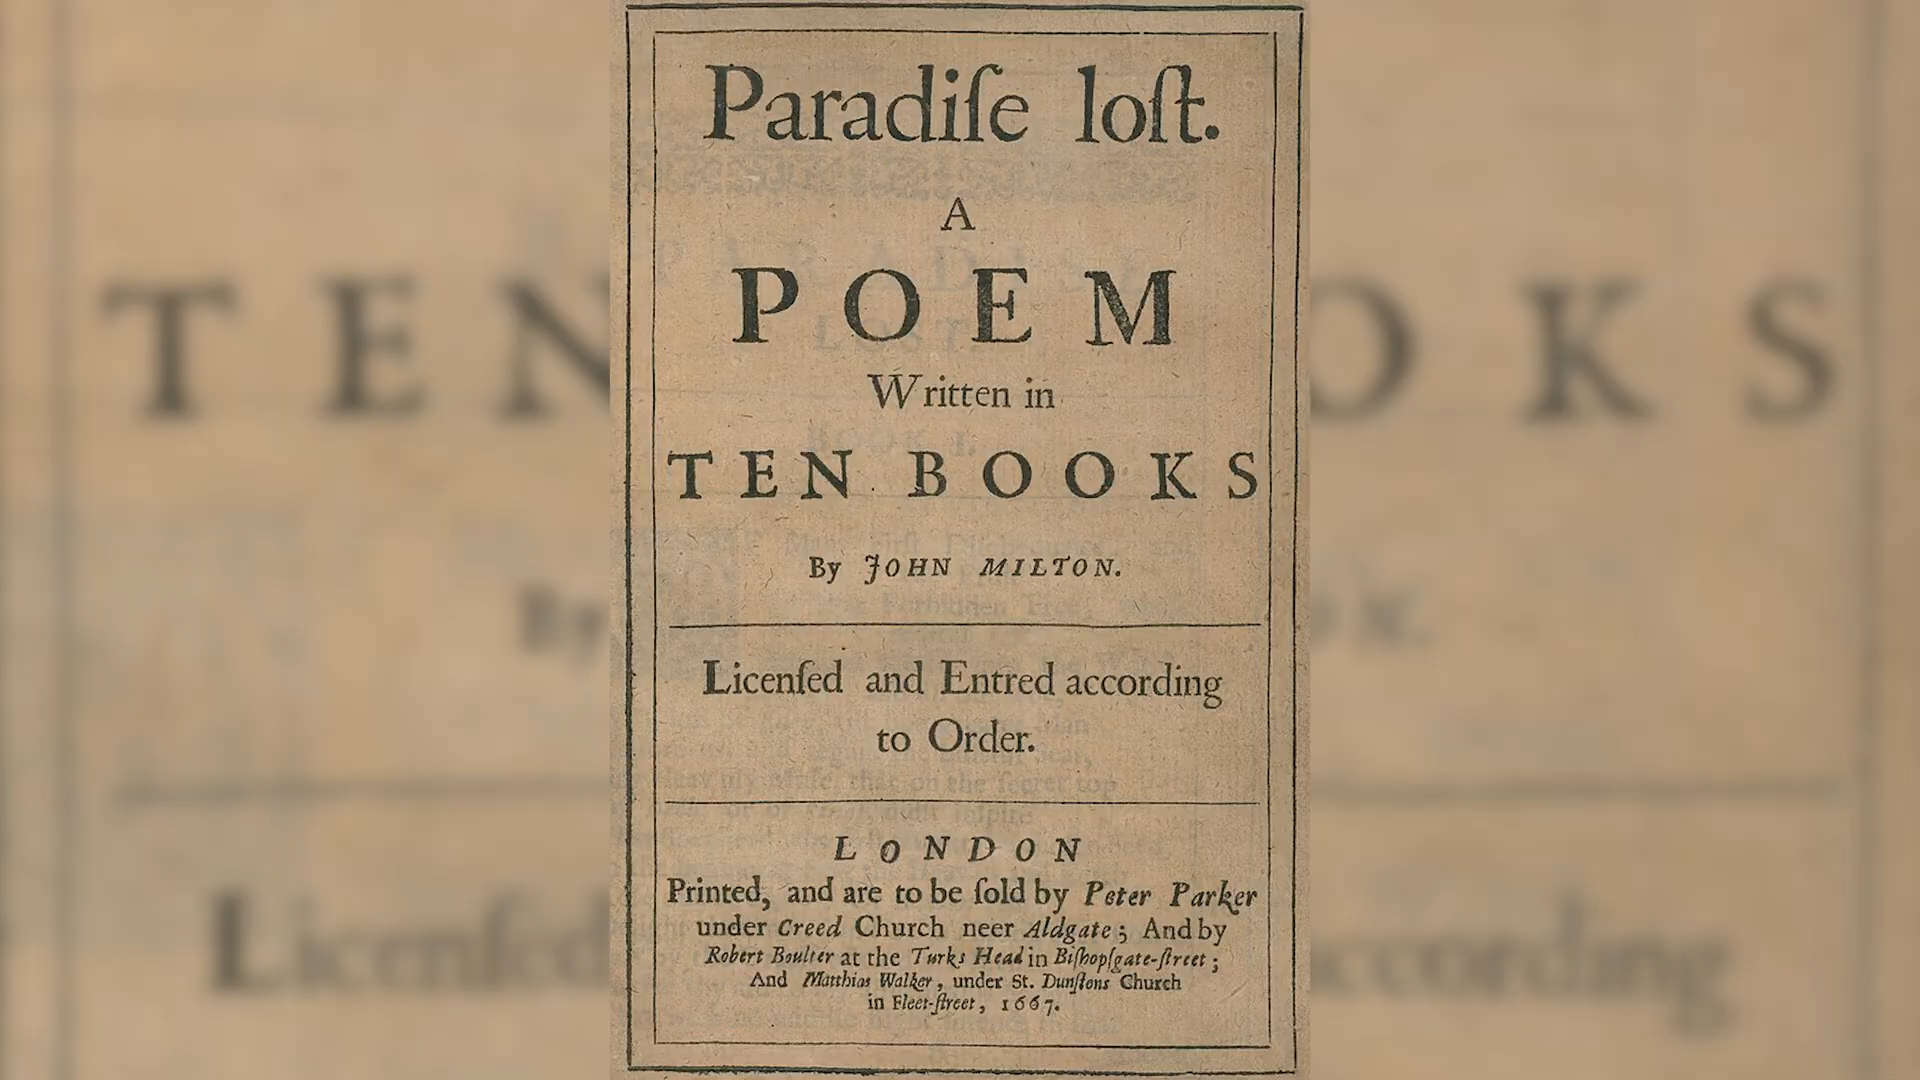 Paradiſe loſt.
A
POEM
Written in
TEN BOOKS
By JOHN MILTON.
Licenſed and Entred according
to Order.
LONDON
Printed, and are to be ſold by Peter Parker
under Creed Church neer Aldgate; And by
Robert Boulter at the Turks Head in Biſhopſgate-ſtreet;
And Matthias Walker, under St. Dunſtons Church
in Fleet-ſtreet, 1667.